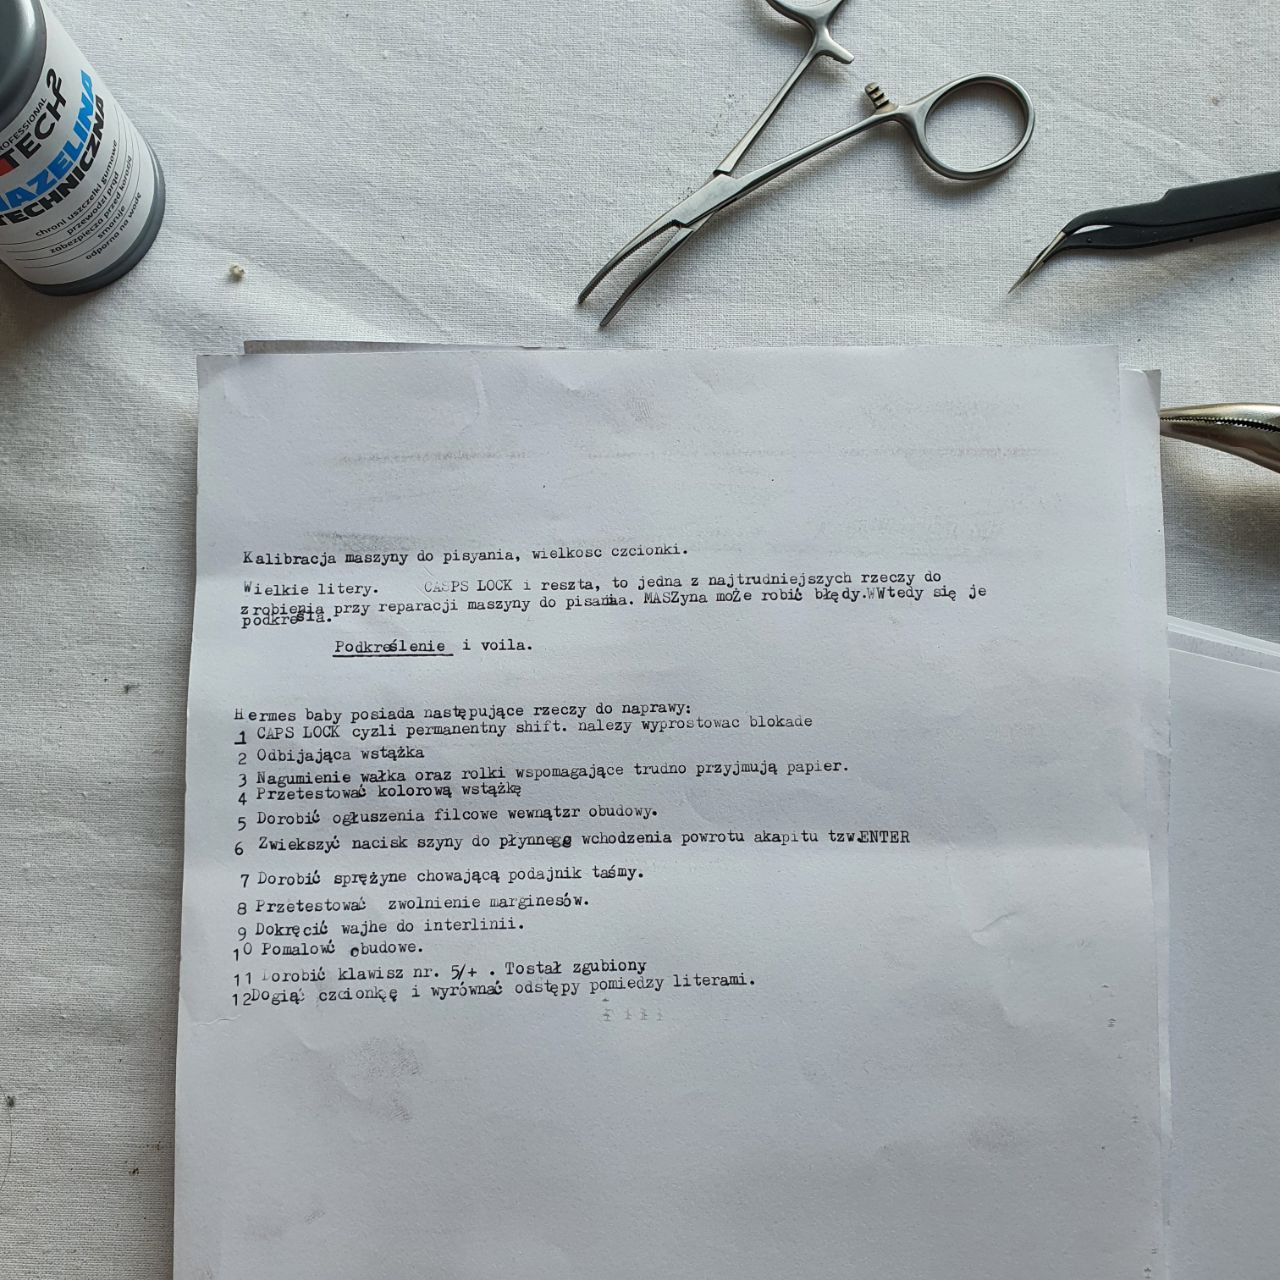 PROFESSIONAL
TECH2
WAZELINA
TECHNICZNA
chroni uszczelki gumowe
przewodzi prąd
zabezpiecza przed korozją
smaruje
odporna na wodę
Kalibracja maszyny do pisyania, wielkosc czcionki.
Wielkie litery. CASPS LOCK i reszta, to jedna z najtrudniejszych rzeczy do
zrobienia przy reparacji maszyny do pisania. MASZyna moŻe robić błędy.WWtedy się je
podkreśla.
Podkreślenie i voila.
Hermes baby posiada następujące rzeczy do naprawy:
1 CAPS LOCK cyzli permanentny shift. nalezy wyprostowac blokade
2 Odbijająca wstążka
3 Nagumienie wałka oraz rolki wspomagające trudno przyjmują papier.
4 Przetestować kolorową wstążkę
5 Dorobić ogłuszenia filcowe wewnątzr obudowy.
6 Zwiekszyć nacisk szyny do płynnego wchodzenia powrotu akapitu tzw.ENTER
7 Dorobić sprężyne chowającą podajnik taśmy.
8 Przetestować zwolnienie marginesów.
9 Dokręcić wajhe do interlinii.
10 Pomalowć obudowe.
11 Dorobić klawisz nr. 5/+ . Tostał zgubiony
12Dogiąć czcionkę i wyrównać odstępy pomiedzy literami.